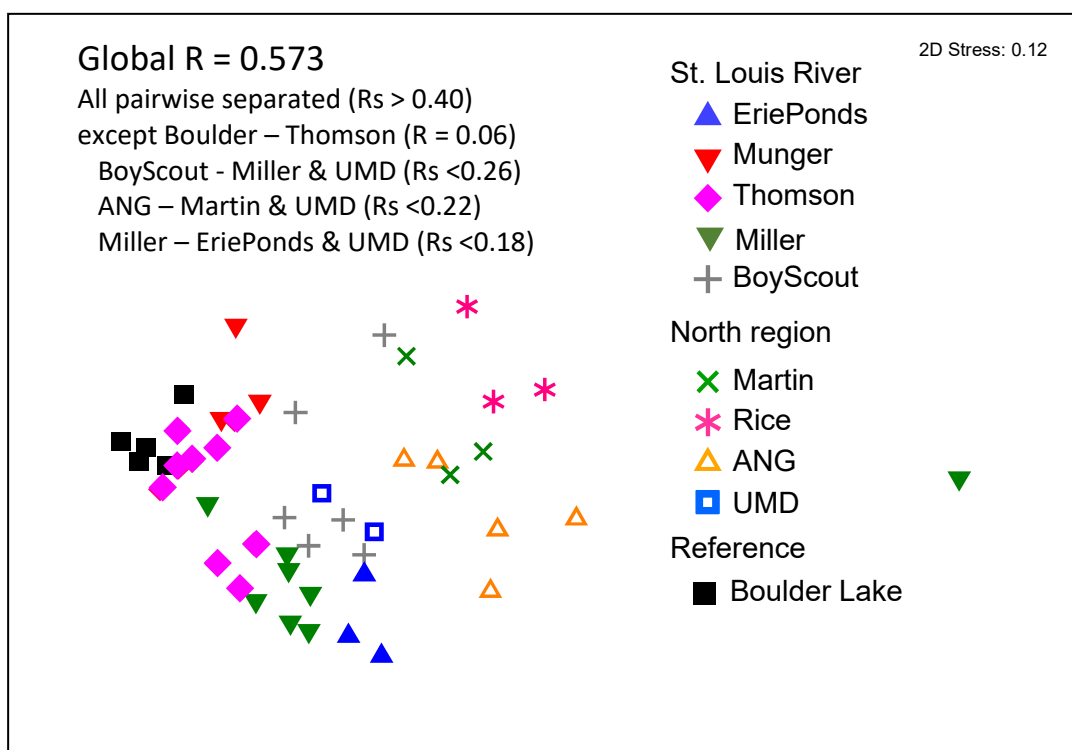 Global R = 0.573
All pairwise separated (Rs > 0.40)
except Boulder – Thomson (R = 0.06)
BoyScout - Miller & UMD (Rs <0.26)
ANG – Martin & UMD (Rs <0.22)
Miller – EriePonds & UMD (Rs <0.18)
2D Stress: 0.12
St. Louis River
EriePonds
Munger
Thomson
Miller
BoyScout
North region
Martin
Rice
ANG
UMD
Reference
Boulder Lake